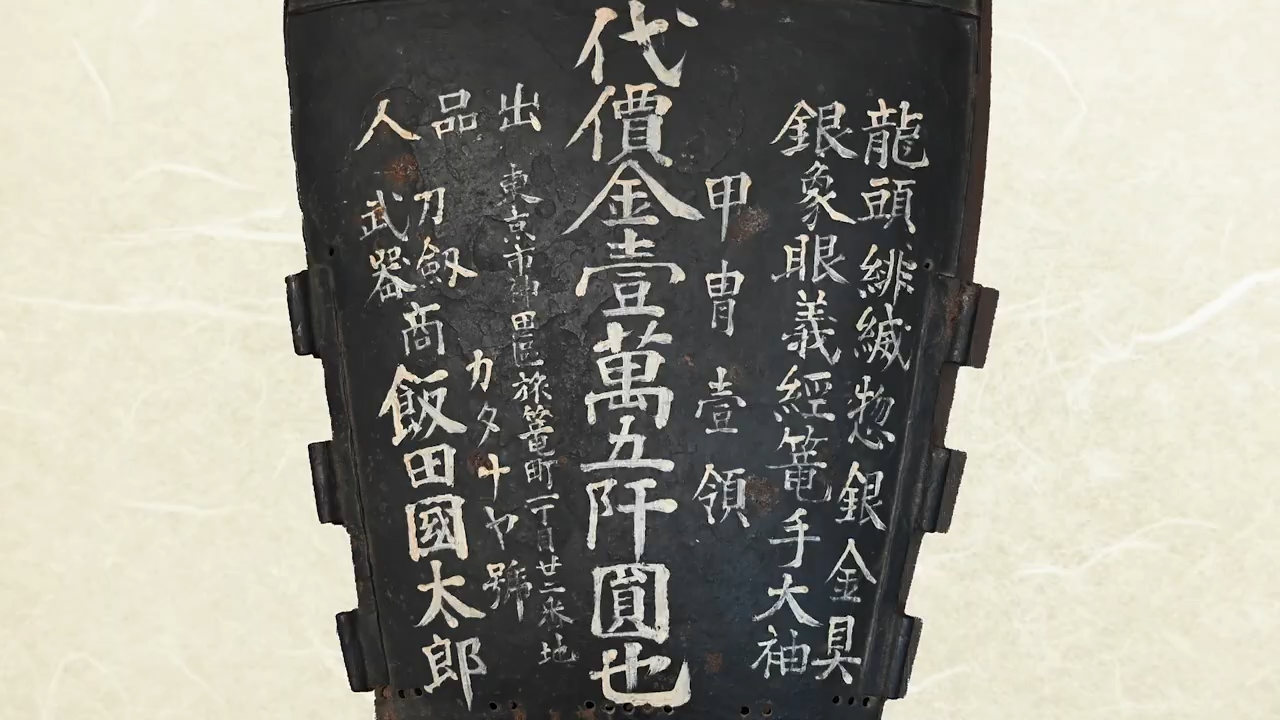 龍頭緋縅惣銀金具
銀象眼義經篭手大袖
甲冑壹領
代價金壹萬五阡圓也
出品人
東京市神田區旅篭町一丁目廿二番地
カタナヤ號
刀劔
武器
商
飯田國太郎